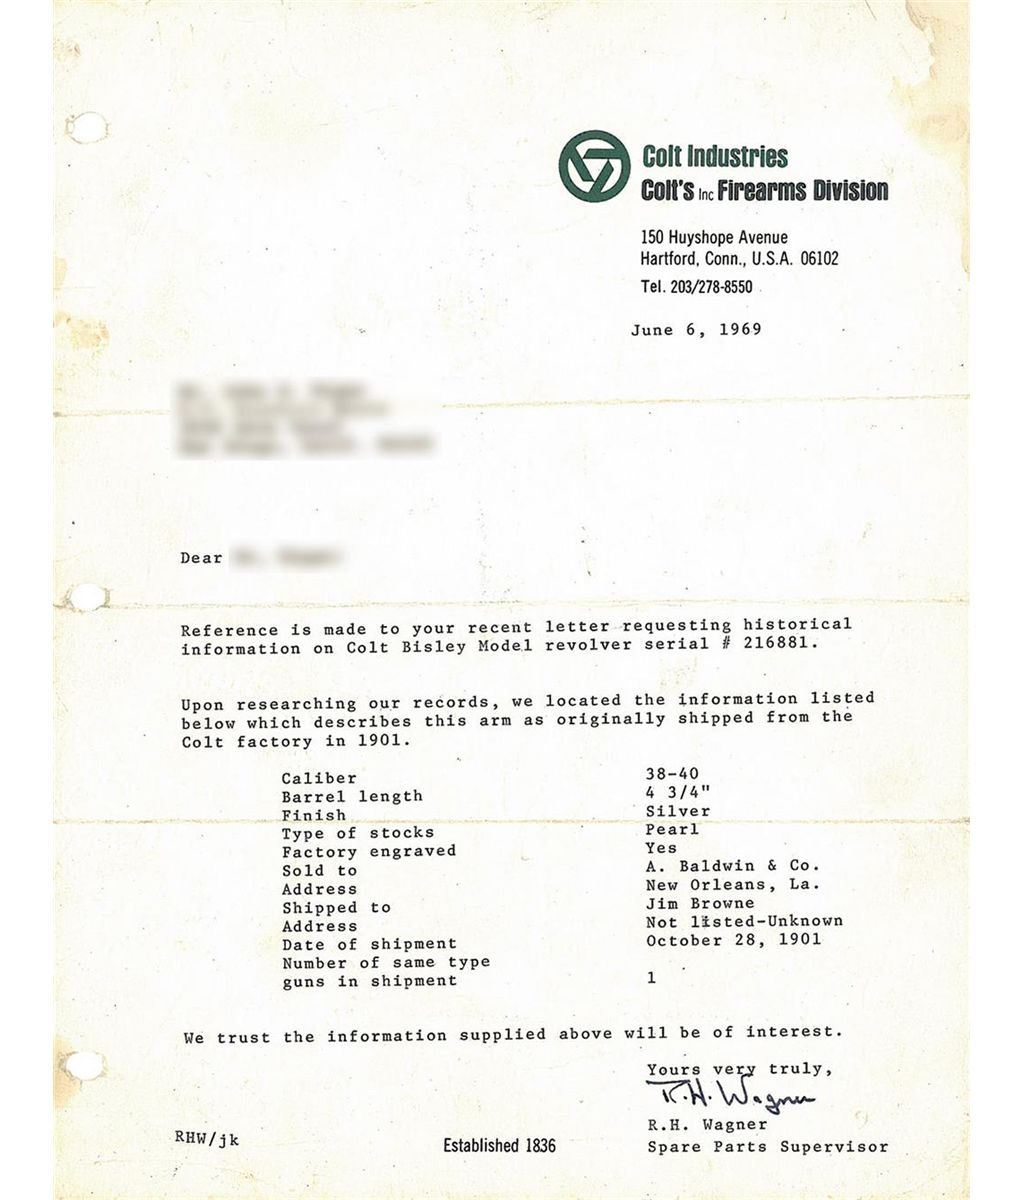 Colt Industries
Colt's Inc Firearms Division
150 Huyshope Avenue
Hartford, Conn., U.S.A. 06102
Tel. 203/278-8550
June 6, 1969
Dear
Reference is made to your recent letter requesting historical
information on Colt Bisley Model revolver serial # 216881.
Upon researching our records, we located the information listed
below which describes this arm as originally shipped from the
Colt factory in 1901.
Caliber 38-40
Barrel length 4 3/4"
Finish Silver
Type of stocks Pearl
Factory engraved Yes
Sold to A. Baldwin & Co.
Address New Orleans, La.
Shipped to Jim Browne
Address Not listed-Unknown
Date of shipment October 28, 1901
Number of same type
guns in shipment 1
We trust the information supplied above will be of interest.
Yours very truly,
R.H. Wagner
R.H. Wagner
RHW/jk
Established 1836
Spare Parts Supervisor